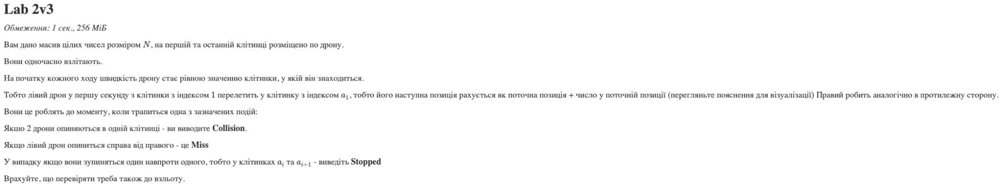 Lab 2v3
Обмеження: 1 сек., 256 МіБ
Вам дано масив цілих чисел розміром N, на першій та останній клітинці розміщено по дрону.
Вони одночасно взлітають.
На початку кожного ходу швидкість дрону стає рівною значенню клітинки, у якій він знаходиться.
Тобто лівий дрон у першу секунду з клітинки з індексом 1 перелетить у клітинку з індексом a₁, тобто його наступна позиція рахується як поточна позиція + число у поточній позиції (перегляньте пояснення для візуалізації) Правий робить аналогічно в протилежну сторону.
Вони це роблять до моменту, коли трапиться одна з зазначених подій:
Якшо 2 дрони опиняються в одній клітинці - ви виводите Collision.
Якщо лівий дрон опиниться справа від правого - це Miss
У випадку якщо вони зупиняться один навпроти одного, тобто у клітинках aᵢ та aᵢ₊₁ - виведіть Stopped
Врахуйте, що перевіряти треба також до взльоту.